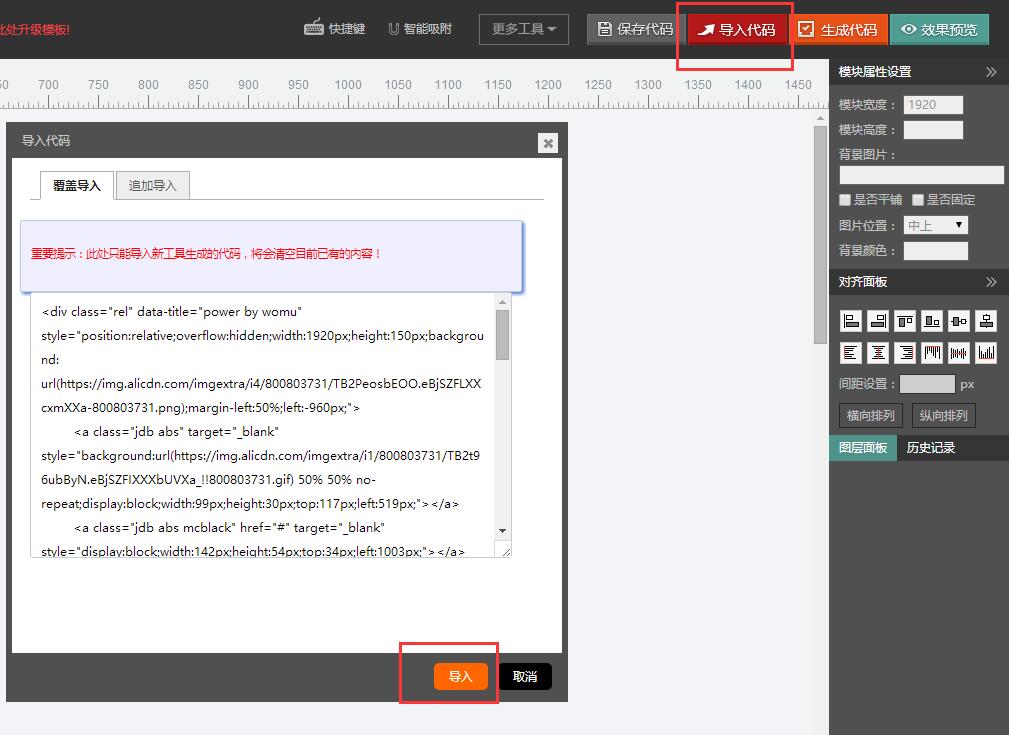 此处升级模板!
快捷键
智能吸附
更多工具
保存代码
导入代码
生成代码
效果预览
700 750 800 850 900 950 1000 1050 1100 1150 1200 1250 1300 1350 1400 1450
导入代码
覆盖导入
追加导入
重要提示：此处只能导入新工具生成的代码，将会清空目前已有的内容！
<div class="rel" data-title="power by womu"
style="position:relative;overflow:hidden;width:1920px;height:150px;backgrou
nd:
url(https://img.alicdn.com/imgextra/i4/800803731/TB2PeosbEOO.eBjSZFLXX
cxmXXa-800803731.png);margin-left:50%;left:-960px;">
<a class="jdb abs" target="_blank"
style="background:url(https://img.alicdn.com/imgextra/i1/800803731/TB2t9
6ubByN.eBjSZFIXXXbUVXa_!!800803731.gif) 50% 50% no-
repeat;display:block;width:99px;height:30px;top:117px;left:519px;"></a>
<a class="jdb abs mcblack" href="#" target="_blank"
style="display:block;width:142px;height:54px;top:34px;left:1003px;"></a>
导入
取消
模块属性设置
模块宽度：
1920
模块高度：
背景图片：
是否平铺
是否固定
图片位置：
中上
背景颜色：
对齐面板
间距设置：
px
横向排列
纵向排列
图层面板
历史记录